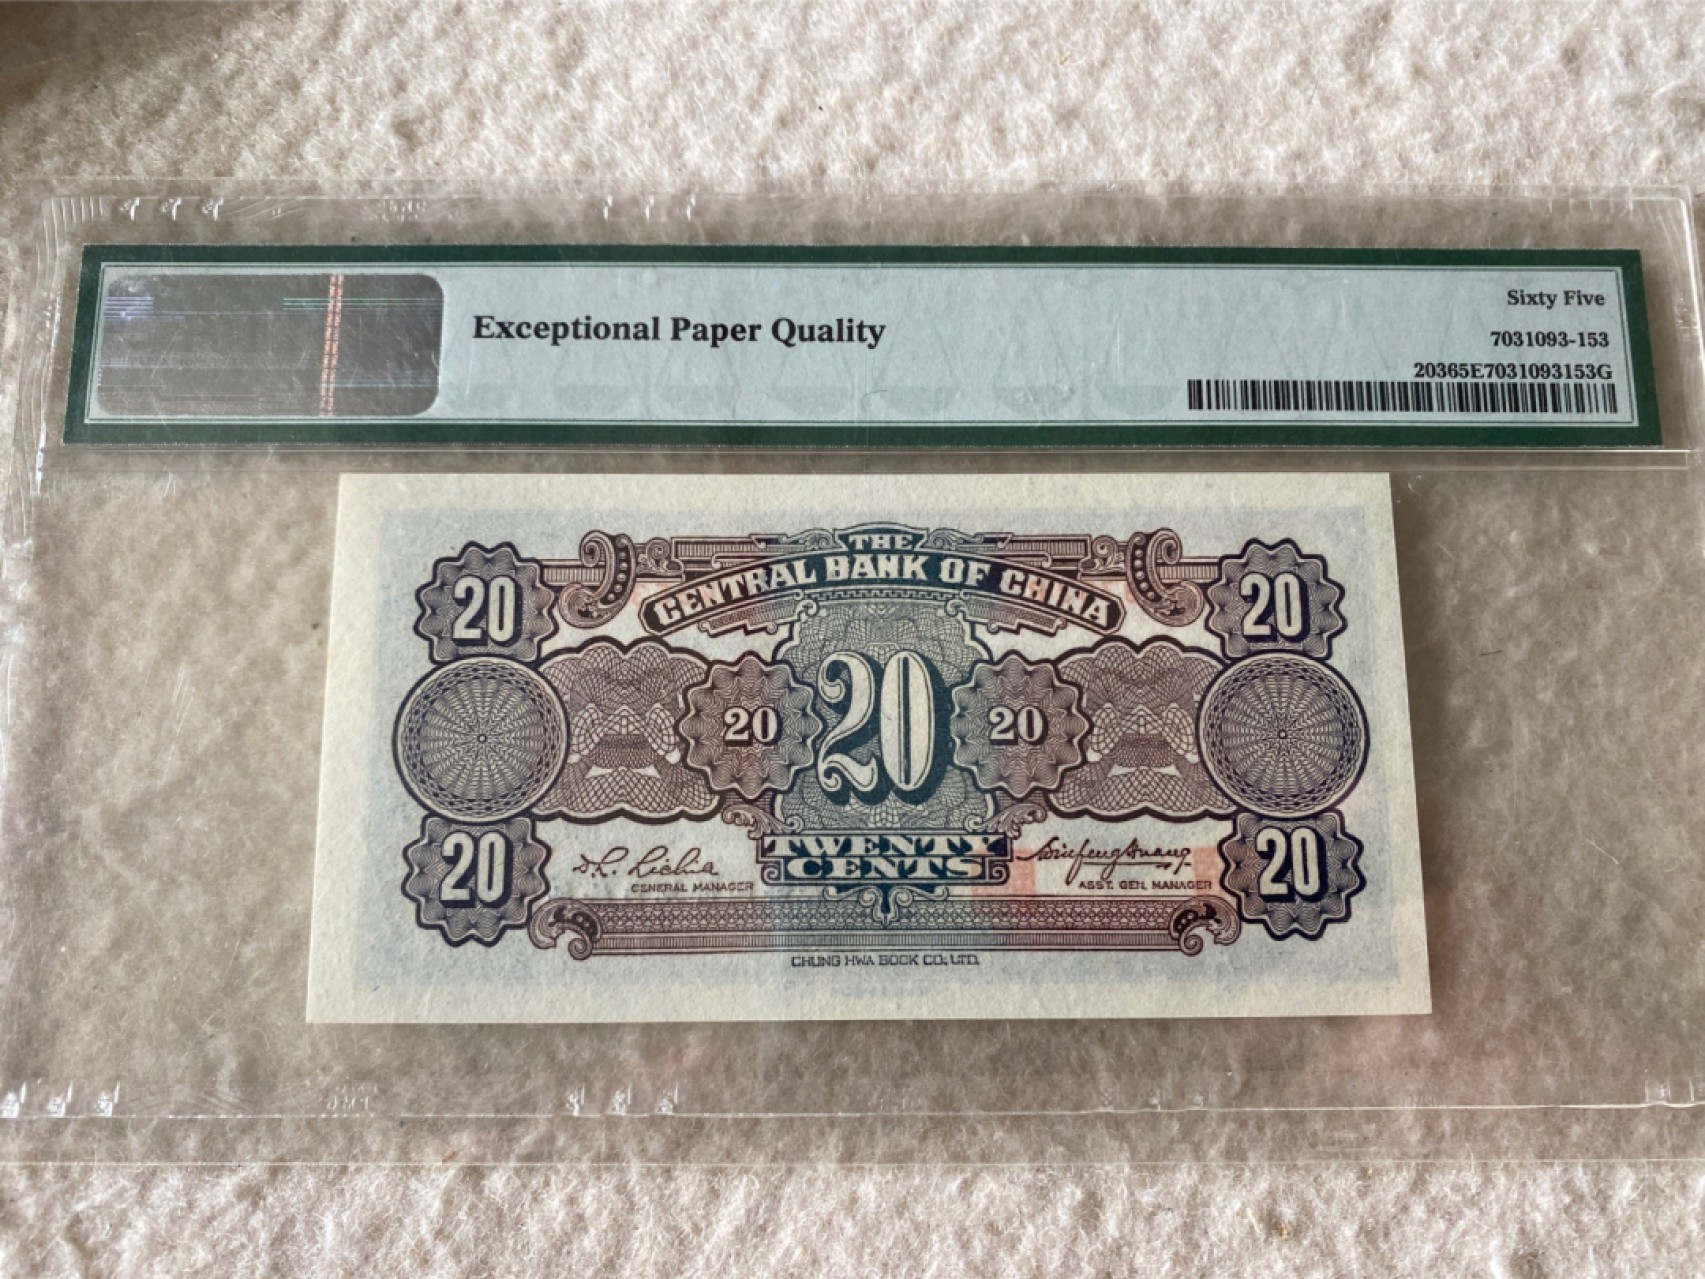 Exceptional Paper Quality
Sixty Five
7031093-153
20365E7031093153G
THE
CENTRAL BANK OF CHINA
20 20
20 20 20
TWENTY
CENTS
GENERAL MANAGER
ASST. GEN. MANAGER
20 20
CHUNG HWA BOOK CO., LTD.